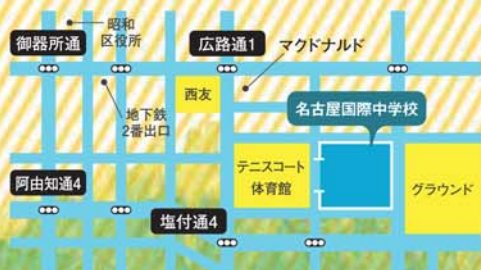 昭和
区役所
御器所通
広路通1
マクドナルド
西友
地下鉄
2番出口
名古屋国際中学校
テニスコート
体育館
グラウンド
阿由知通4
塩付通4